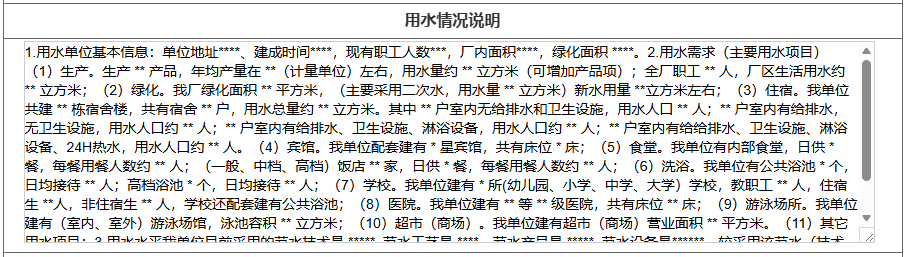 用水情况说明
1.用水单位基本信息：单位地址****、建成时间****，现有职工人数***，厂内面积****，绿化面积 ****。2.用水需求（主要用水项目）
（1）生产。生产 ** 产品，年均产量在 **（计量单位）左右，用水量约 ** 立方米（可增加产品项）；全厂职工 ** 人，厂区生活用水约
** 立方米；（2）绿化。我厂绿化面积 ** 平方米，（主要采用二次水，用水量 ** 立方米）新水用量 **立方米左右；（3）住宿。我单位
共建 ** 栋宿舍楼，共有宿舍 ** 户，用水总量约 ** 立方米。其中 ** 户室内无给排水和卫生设施，用水人口 ** 人；** 户室内有给排水，
无卫生设施，用水人口约 ** 人；** 户室内有给排水、卫生设施、淋浴设备，用水人口约 ** 人；** 户室内有给给排水、卫生设施、淋浴
设备、24H热水，用水人口约 ** 人。（4）宾馆。我单位配套建有 * 星宾馆，共有床位 * 床；（5）食堂。我单位有内部食堂，日供 *
餐，每餐用餐人数约 ** 人；（一般、中档、高档）饭店 ** 家，日供 * 餐，每餐用餐人数约 ** 人；（6）洗浴。我单位有公共浴池 * 个，
日均接待 ** 人；高档浴池 * 个，日均接待 ** 人；（7）学校。我单位建有 * 所(幼儿园、小学、中学、大学）学校，教职工 ** 人，住宿
生 **人，非住宿生 ** 人，学校还配套建有公共浴池；（8）医院。我单位建有 ** 等 ** 级医院，共有床位 ** 床；（9）游泳场所。我单位
建有（室内、室外）游泳场馆，泳池容积 ** 立方米；（10）超市（商场）。我单位建有超市（商场）营业面积 ** 平方米。（11）其它
用水项目；3.用水水平我单位目前采用的节水技术是 *****，节水工艺是 ****，节水产品是 *****，节水设备是******，较采用该节水（技术